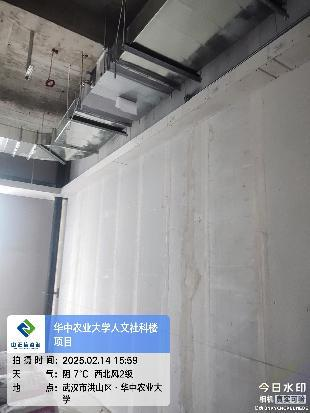 华中农业大学人文社科楼
项目
拍摄时间：2025.02.14 15:59
天 气：阴 7℃ 西北风2级
地 点：武汉市洪山区·华中农业大
学
今日水印
相机